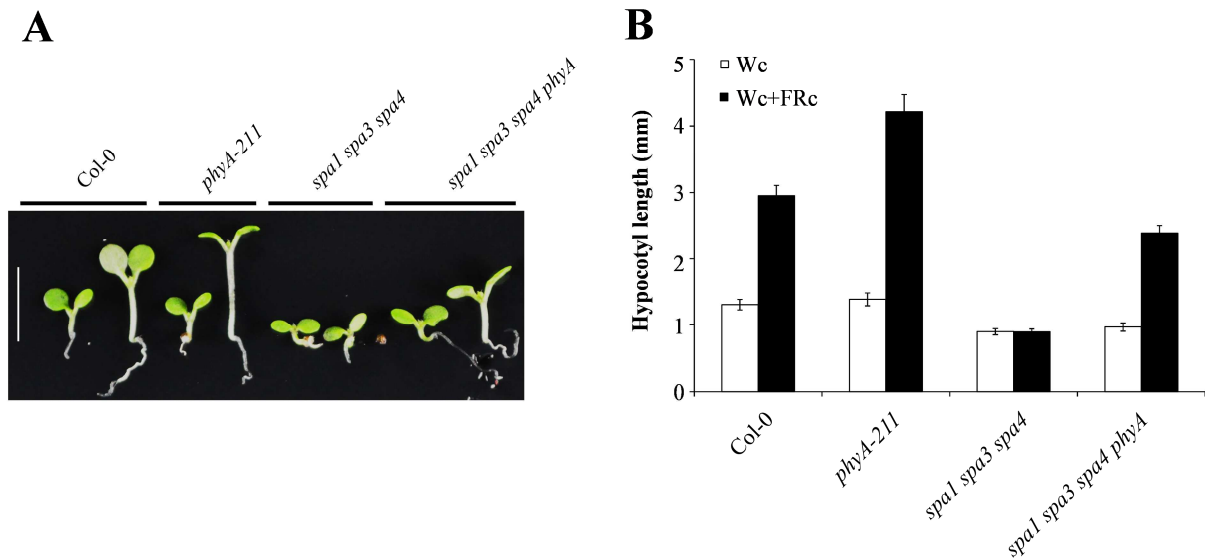 A
Col-0
phyA-211
spa1 spa3 spa4
spa1 spa3 spa4 phyA
B
Wc
Wc+FRc
Hypocotyl length (mm)
5
4
3
2
1
0
Col-0
phyA-211
spa1 spa3 spa4
spa1 spa3 spa4 phyA